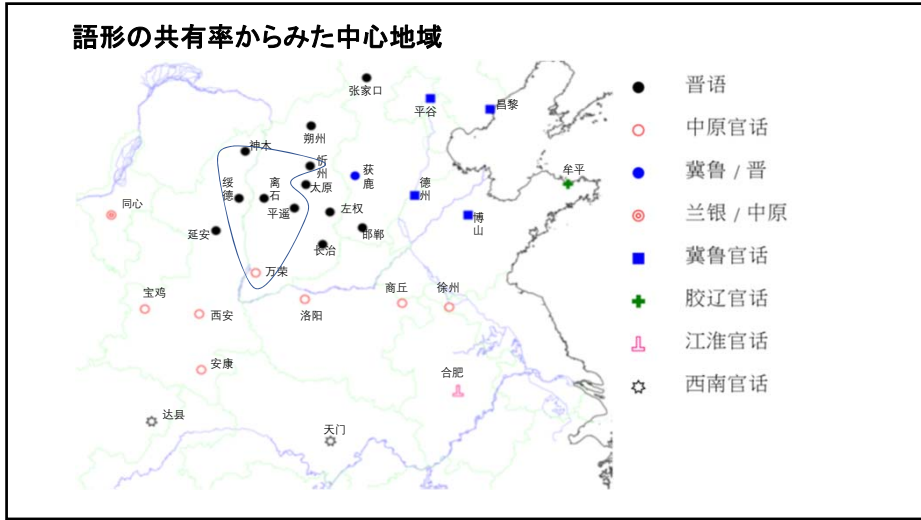 語形の共有率からみた中心地域
张家口
平谷
昌黎
朔州
神木
忻州
获鹿
牟平
太原
绥德
离石
德州
同心
平遥
左权
博山
延安
邯郸
长治
万荣
宝鸡
西安
洛阳
商丘
徐州
安康
合肥
达县
天门
晋语
中原官话
冀鲁 / 晋
兰银 / 中原
冀鲁官话
胶辽官话
江淮官话
西南官话